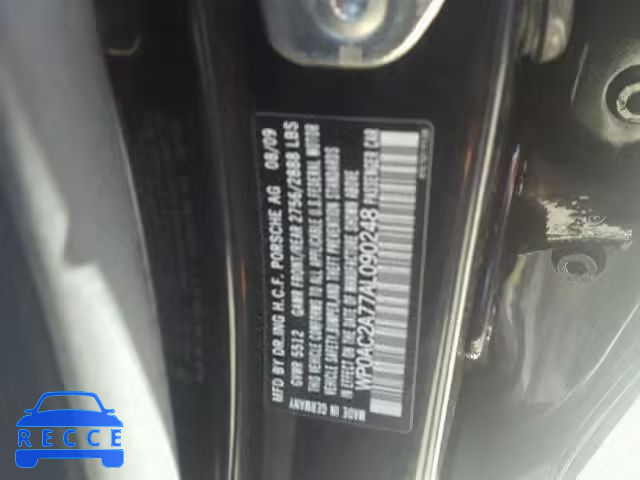 MFD BY DR.ING H.C.F. PORSCHE AG 08/09
GVWR 5512 GAWR FRONT/REAR 2756/2888 LBS
THIS VEHICLE CONFORMS TO ALL APPLICABLE U.S. FEDERAL MOTOR
VEHICLE SAFETY, BUMPER, AND THEFT PREVENTION STANDARDS
IN EFFECT ON THE DATE OF MANUFACTURE SHOWN ABOVE
WP0AC2A77AL090248 PASSENGER CAR
MADE IN GERMANY
RECCE